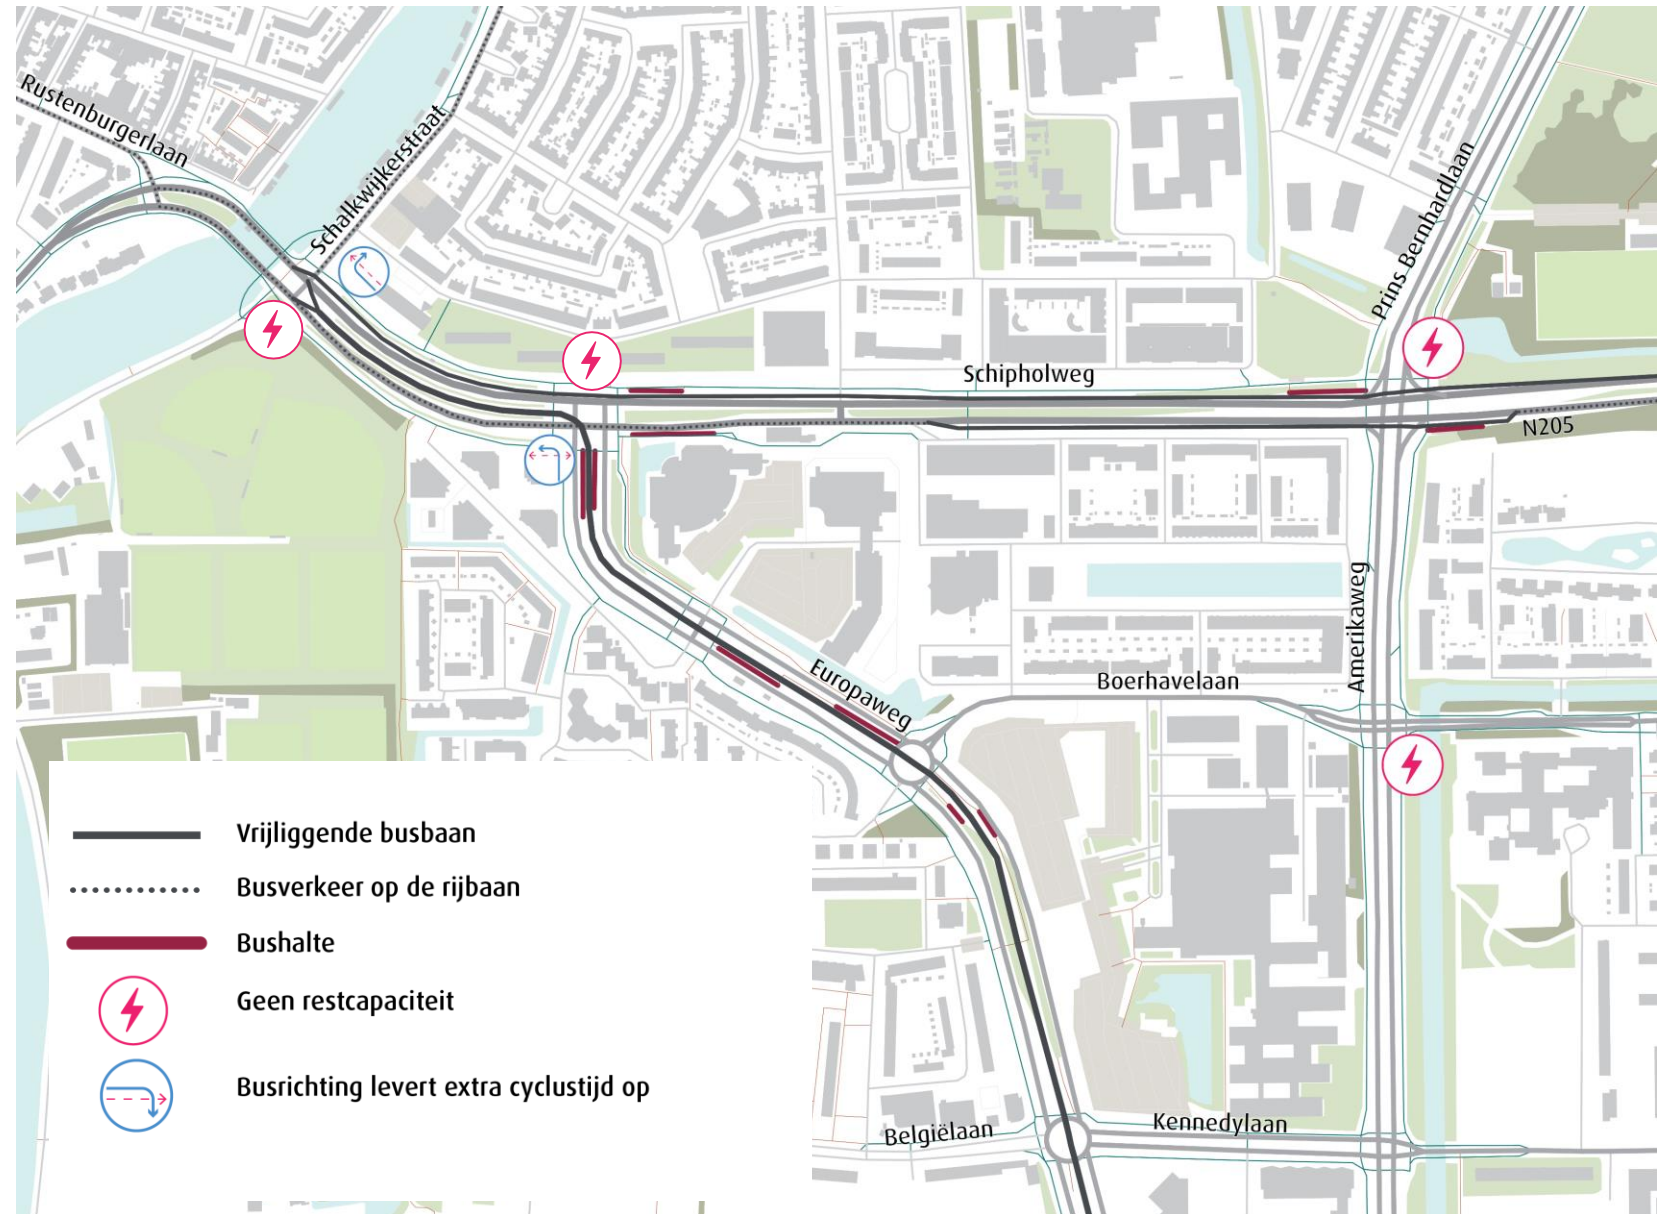 Rustenburgerlaan
Schalkwijkerstraat
Prins Bernhardlaan
Schipholweg
N205
Amerikaweg
Europaweg
Boerhavelaan
Vrijliggende busbaan
Busverkeer op de rijbaan
Bushalte
Geen restcapaciteit
Busrichting levert extra cyclustijd op
Belgiëlaan
Kennedylaan